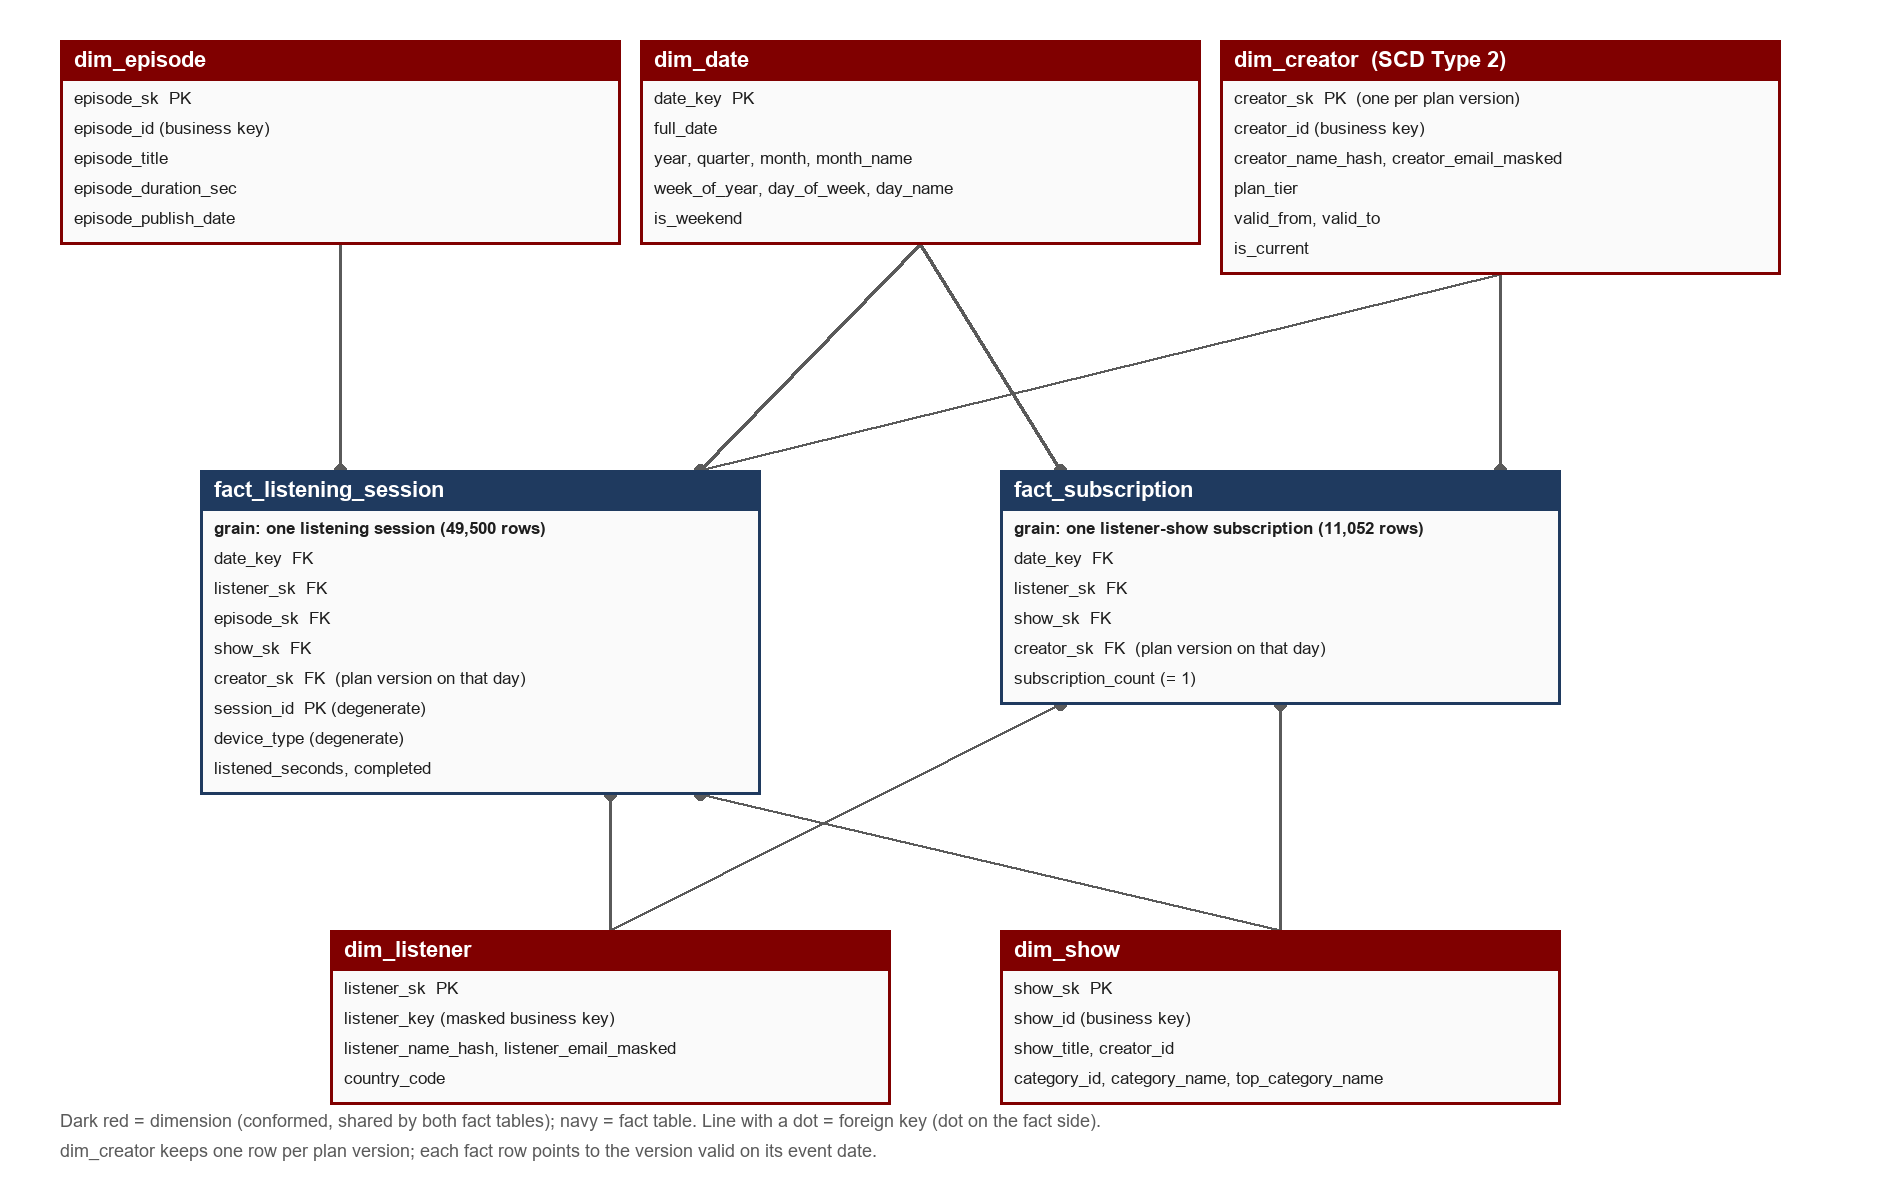 dim_episode
episode_sk  PK
episode_id (business key)
episode_title
episode_duration_sec
episode_publish_date
dim_date
date_key  PK
full_date
year, quarter, month, month_name
week_of_year, day_of_week, day_name
is_weekend
dim_creator  (SCD Type 2)
creator_sk  PK  (one per plan version)
creator_id (business key)
creator_name_hash, creator_email_masked
plan_tier
valid_from, valid_to
is_current
fact_listening_session
grain: one listening session (49,500 rows)
date_key  FK
listener_sk  FK
episode_sk  FK
show_sk  FK
creator_sk  FK  (plan version on that day)
session_id  PK (degenerate)
device_type (degenerate)
listened_seconds, completed
fact_subscription
grain: one listener-show subscription (11,052 rows)
date_key  FK
listener_sk  FK
show_sk  FK
creator_sk  FK  (plan version on that day)
subscription_count (= 1)
dim_listener
listener_sk  PK
listener_key (masked business key)
listener_name_hash, listener_email_masked
country_code
dim_show
show_sk  PK
show_id (business key)
show_title, creator_id
category_id, category_name, top_category_name
Dark red = dimension (conformed, shared by both fact tables); navy = fact table. Line with a dot = foreign key (dot on the fact side).
dim_creator keeps one row per plan version; each fact row points to the version valid on its event date.